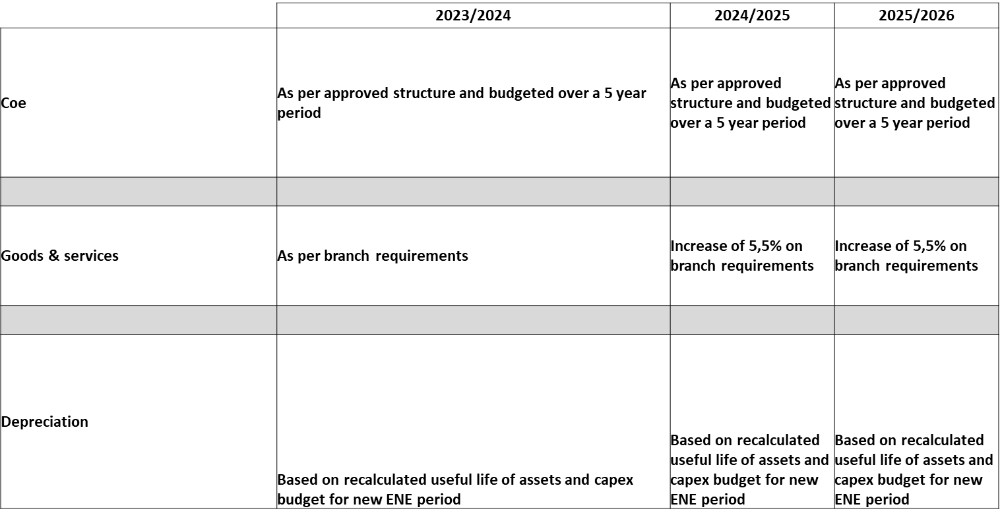 2023/2024 2024/2025 2025/2026
Coe
As per approved structure and budgeted over a 5 year
period
As per approved
structure and budgeted
over a 5 year period
As per approved
structure and budgeted
over a 5 year period
Goods & services
As per branch requirements
Increase of 5,5% on
branch requirements
Increase of 5,5% on
branch requirements
Depreciation
Based on recalculated useful life of assets and capex
budget for new ENE period
Based on recalculated
useful life of assets and
capex budget for new
ENE period
Based on recalculated
useful life of assets and
capex budget for new
ENE period